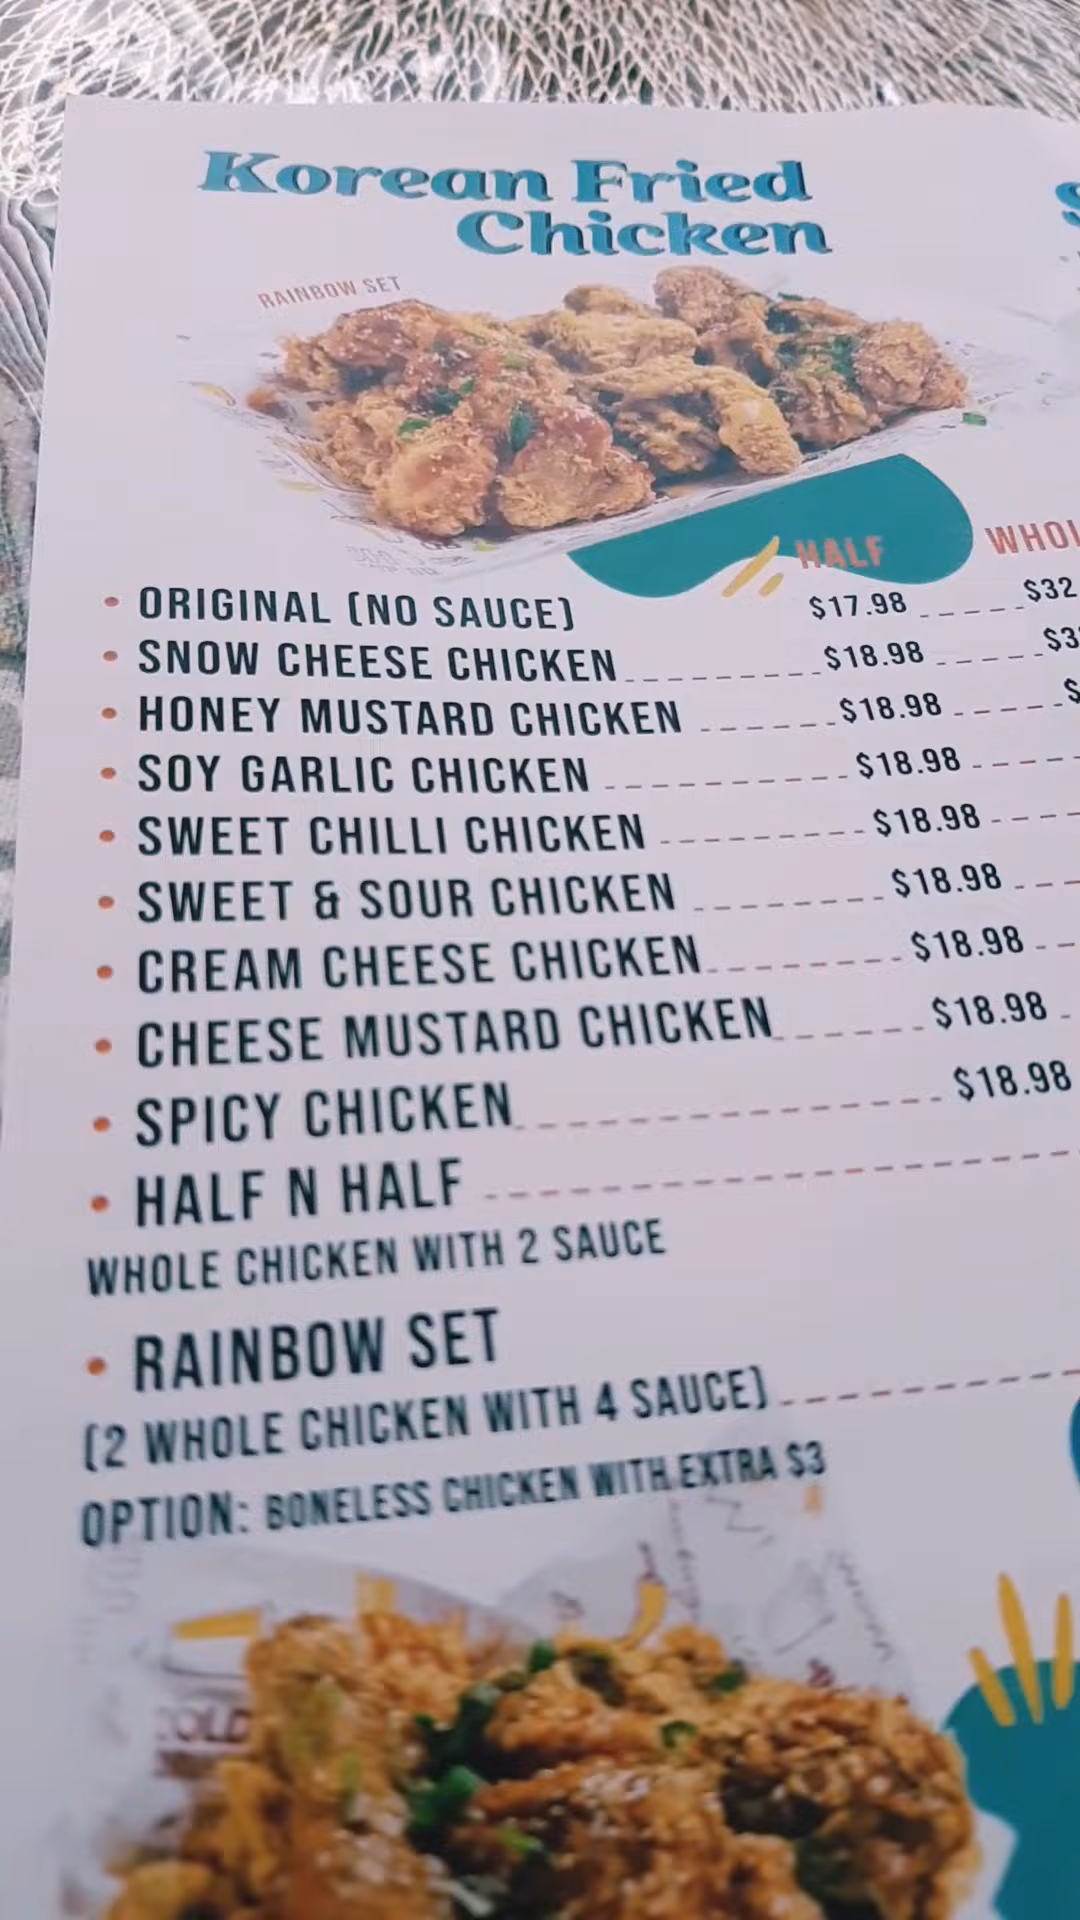 Korean Fried
Chicken
RAINBOW SET
HALF
ORIGINAL (NO SAUCE) $17.98
SNOW CHEESE CHICKEN $18.98
HONEY MUSTARD CHICKEN $18.98
SOY GARLIC CHICKEN $18.98
SWEET CHILLI CHICKEN $18.98
SWEET & SOUR CHICKEN $18.98
CREAM CHEESE CHICKEN $18.98
CHEESE MUSTARD CHICKEN $18.98
SPICY CHICKEN $18.98
HALF N HALF
WHOLE CHICKEN WITH 2 SAUCE
RAINBOW SET
(2 WHOLE CHICKEN WITH 4 SAUCE)
OPTION: BONELESS CHICKEN WITH EXTRA $3